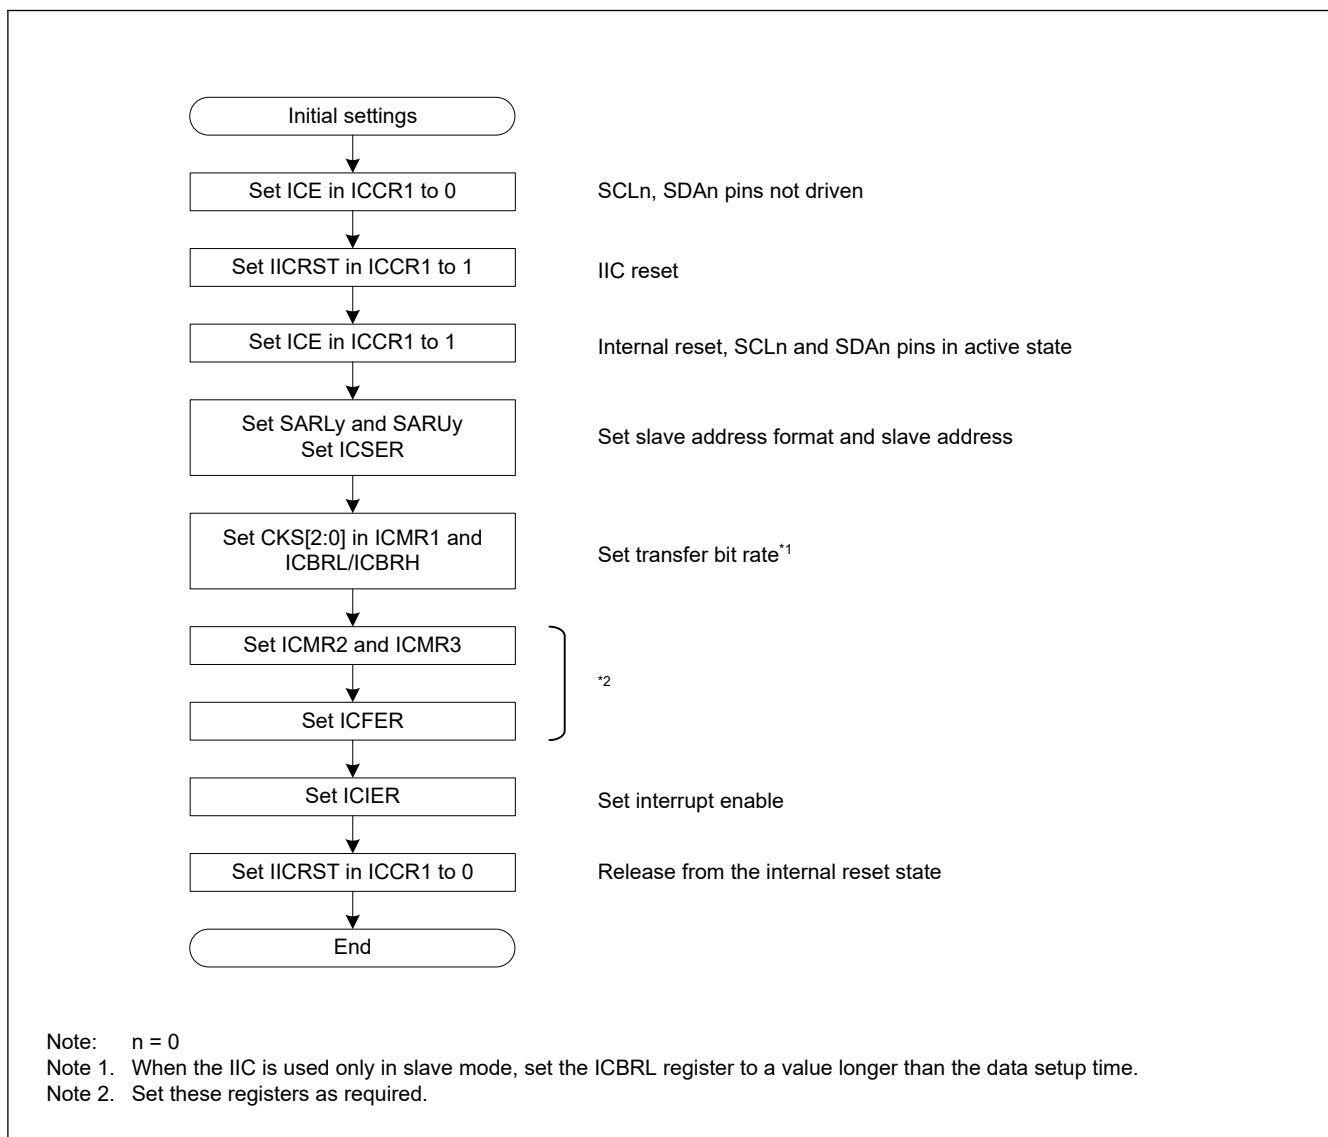 Initial settings
Set ICE in ICCR1 to 0
SCLn, SDAn pins not driven
Set IICRST in ICCR1 to 1
IIC reset
Set ICE in ICCR1 to 1
Internal reset, SCLn and SDAn pins in active state
Set SARLy and SARUy
Set ICSER
Set slave address format and slave address
Set CKS[2:0] in ICMR1 and
ICBRL/ICBRH
Set transfer bit rate*1
Set ICMR2 and ICMR3
*2
Set ICFER
Set ICIER
Set interrupt enable
Set IICRST in ICCR1 to 0
Release from the internal reset state
End
Note: n = 0
Note 1. When the IIC is used only in slave mode, set the ICBRL register to a value longer than the data setup time.
Note 2. Set these registers as required.